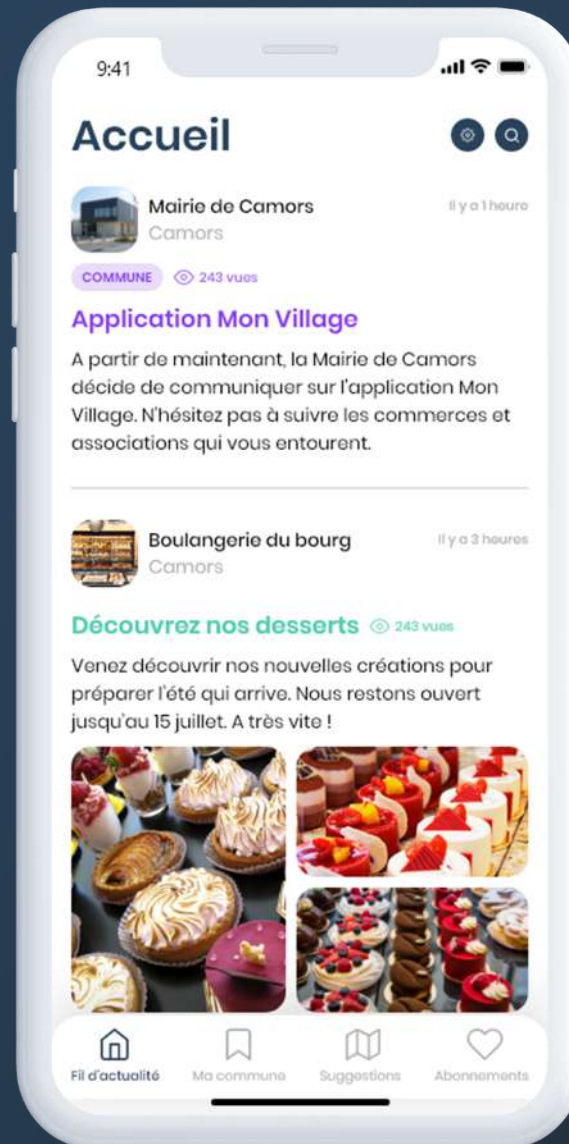 9:41
Accueil
Mairie de Camors
Il y a 1 heure
Camors
COMMUNE
243 vues
Application Mon Village
A partir de maintenant, la Mairie de Camors
décide de communiquer sur l'application Mon
Village. N'hésitez pas à suivre les commerces et
associations qui vous entourent.
Boulangerie du bourg
Il y a 3 heures
Camors
Découvrez nos desserts
243 vues
Venez découvrir nos nouvelles créations pour
préparer l'été qui arrive. Nous restons ouvert
jusqu'au 15 juillet. A très vite !
Fil d'actualité
Ma commune
Suggestions
Abonnements